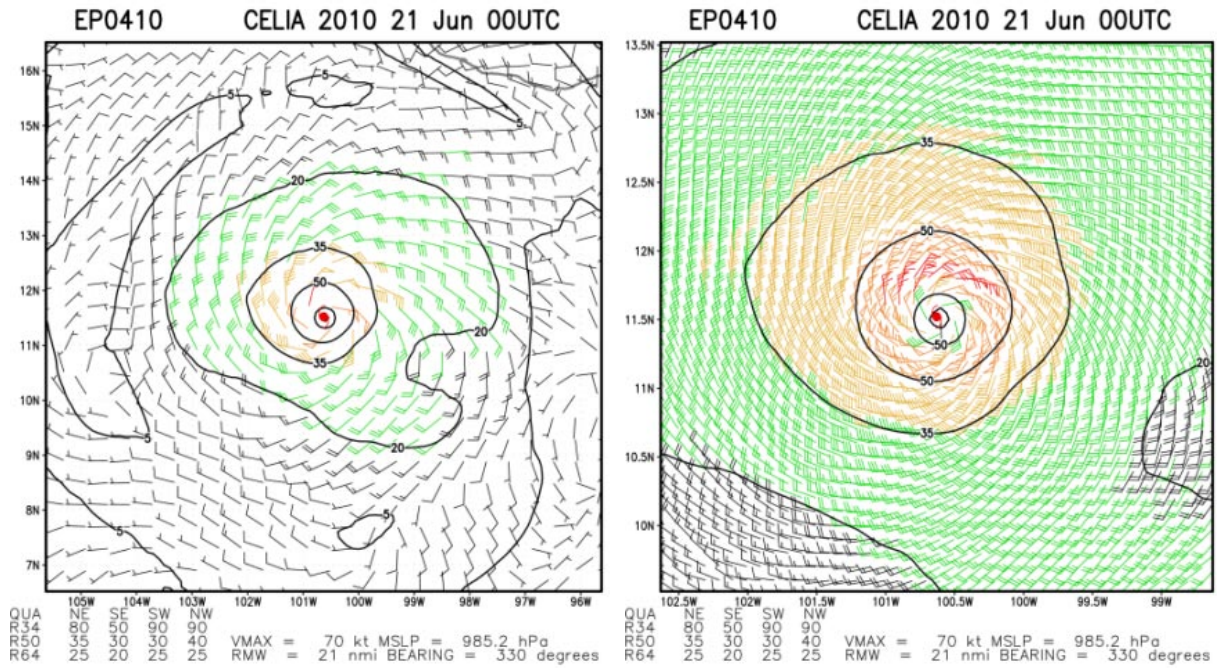 EP0410 CELIA 2010 21 Jun 00UTC
16N
15N
14N
13N
12N
11N
10N
9N
8N
7N
5
5
5
20
35
50
20
35
5
20
5
5
105W 104W 103W 102W 101W 100W 99W 98W 97W 96W
QUA NE SE SW NW
R34 80 50 90 90
R50 35 30 30 40 VMAX = 70 kt MSLP = 985.2 hPa
R64 25 20 25 25 RMW = 21 nmi BEARING = 330 degrees
EP0410 CELIA 2010 21 Jun 00UTC
13.5N
13N
12.5N
12N
11.5N
11N
10.5N
10N
35
50
50
50
35
20
102.5W 102W 101.5W 101W 100.5W 100W 99.5W 99W
QUA NE SE SW NW
R34 80 50 90 90
R50 35 30 30 40 VMAX = 70 kt MSLP = 985.2 hPa
R64 25 20 25 25 RMW = 21 nmi BEARING = 330 degrees